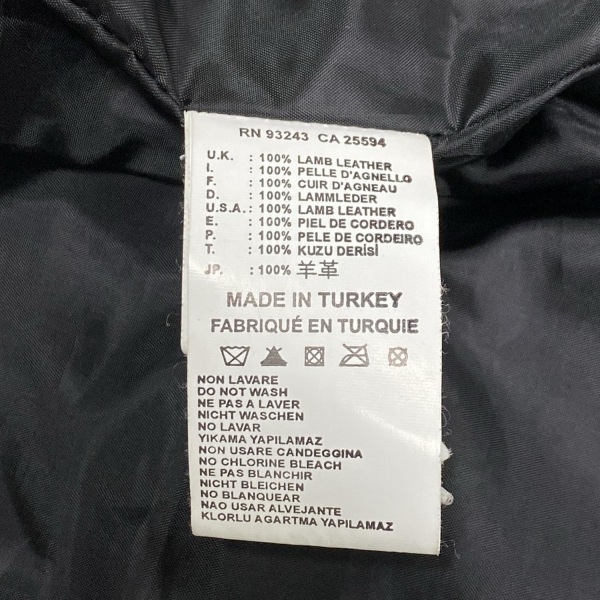 RN 93243 CA 25594
U.K. : 100% LAMB LEATHER
I. : 100% PELLE D'AGNELLO
F. : 100% CUIR D'AGNEAU
D. : 100% LAMMLEDER
U.S.A.: 100% LAMB LEATHER
E. : 100% PIEL DE CORDERO
P. : 100% PELE DE CORDEIRO
T. : 100% KUZU DERİSİ
JP. : 100% 羊革
MADE IN TURKEY
FABRIQUÉ EN TURQUIE
NON LAVARE
DO NOT WASH
NE PAS A LAVER
NICHT WASCHEN
NO LAVAR
YIKAMA YAPILAMAZ
NON USARE CANDEGGINA
NO CHLORINE BLEACH
NE PAS BLANCHIR
NICHT BLEICHEN
NO BLANQUEAR
NAO USAR ALVEJANTE
KLORLU AGARTMA YAPILAMAZ